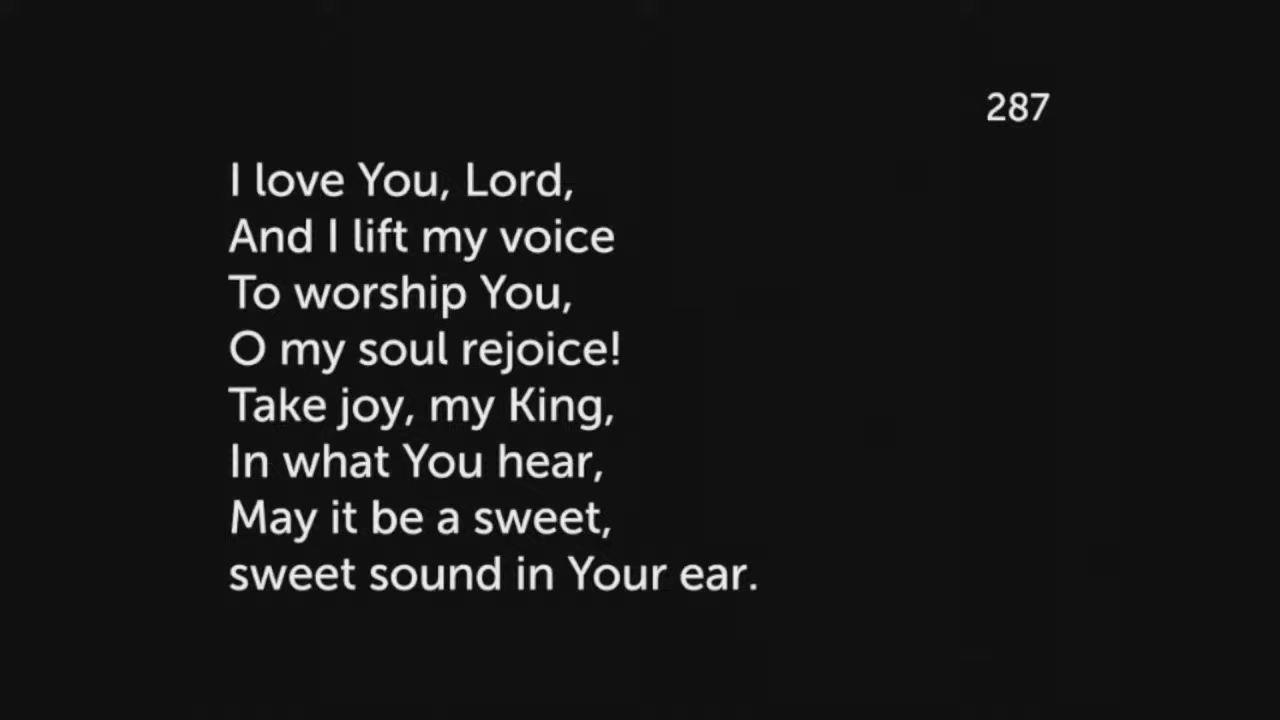 287
I love You, Lord,
And I lift my voice
To worship You,
O my soul rejoice!
Take joy, my King,
In what You hear,
May it be a sweet,
sweet sound in Your ear.